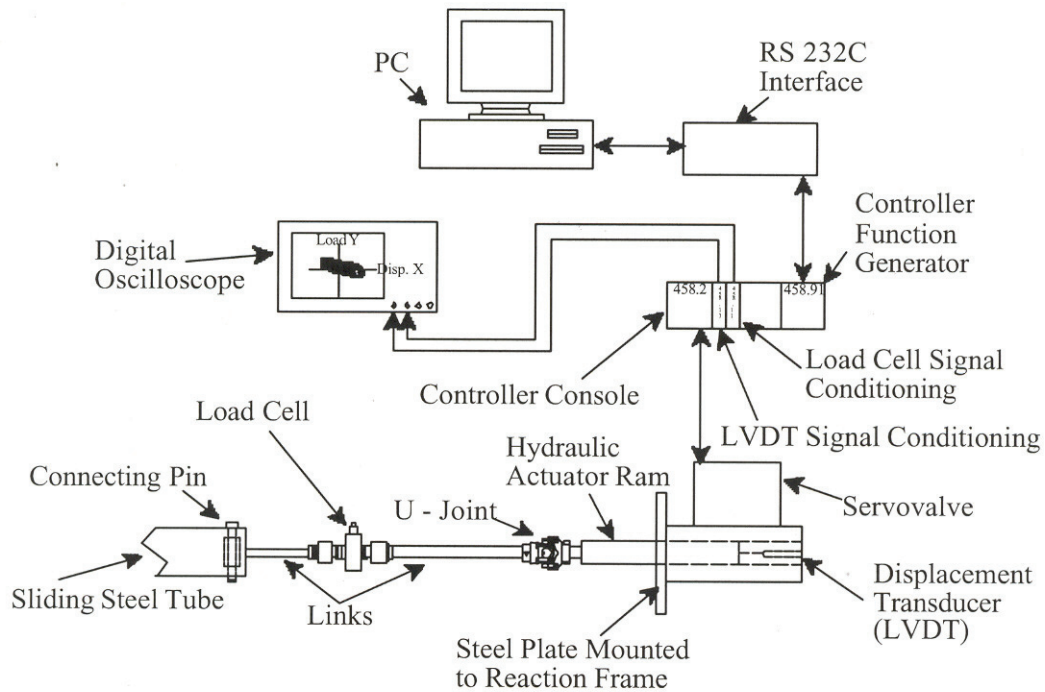 PC
RS 232C
Interface
Controller
Function
Generator
Digital
Oscilloscope
Load Y
Disp. X
458.2
458.91
Load Cell Signal
Conditioning
Controller Console
LVDT Signal Conditioning
Load Cell
Hydraulic
Actuator Ram
Connecting Pin
U - Joint
Servovalve
Sliding Steel Tube
Links
Displacement
Transducer
(LVDT)
Steel Plate Mounted
to Reaction Frame